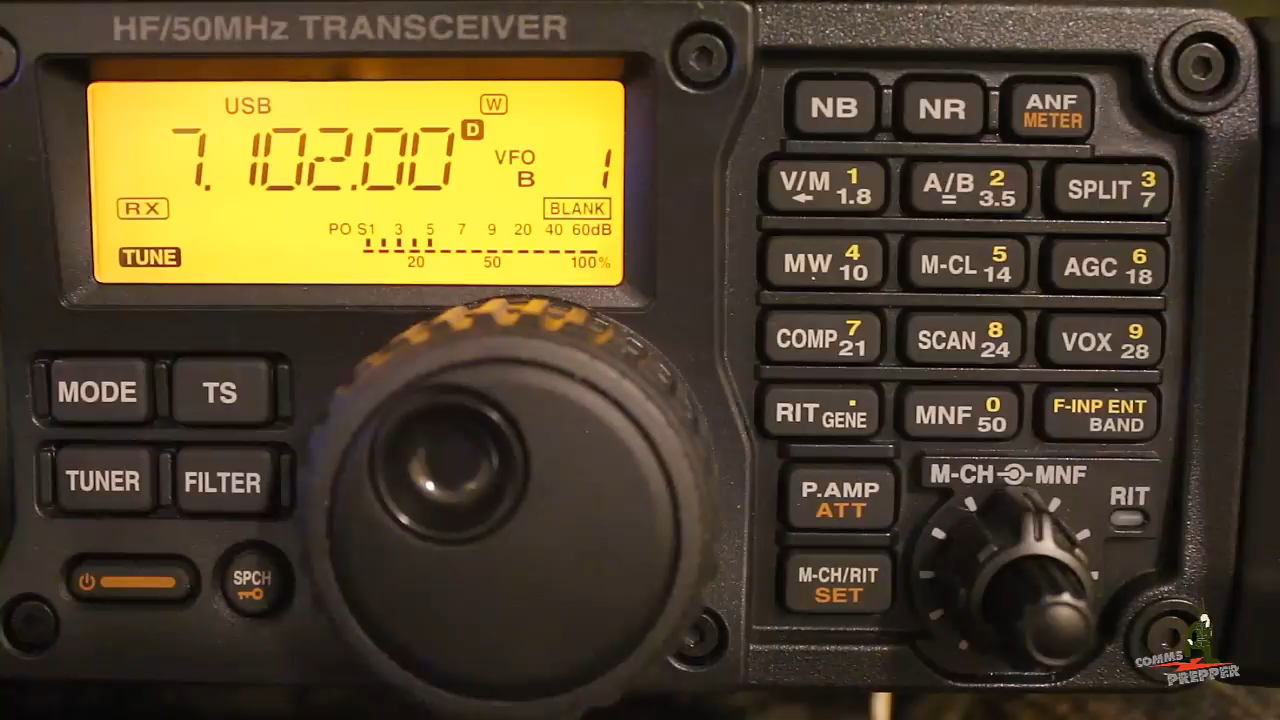 HF/50MHz TRANSCEIVER
USB W
7.102.00 D
VFO
B 1
RX BLANK
PO S1 3 5 7 9 20 40 60dB
TUNE 20 50 100%
MODE TS
TUNER FILTER
SPCH
NB NR ANF
METER
V/M 1 1.8 A/B = 2 3.5 SPLIT 3 7
MW 4 10 M-CL 5 14 AGC 6 18
COMP 7 21 SCAN 8 24 VOX 9 28
RIT . GENE MNF 0 50 F-INP ENT
BAND
P.AMP
ATT
M-CH MNF
RIT
M-CH/RIT
SET
COMMS
PREPPER